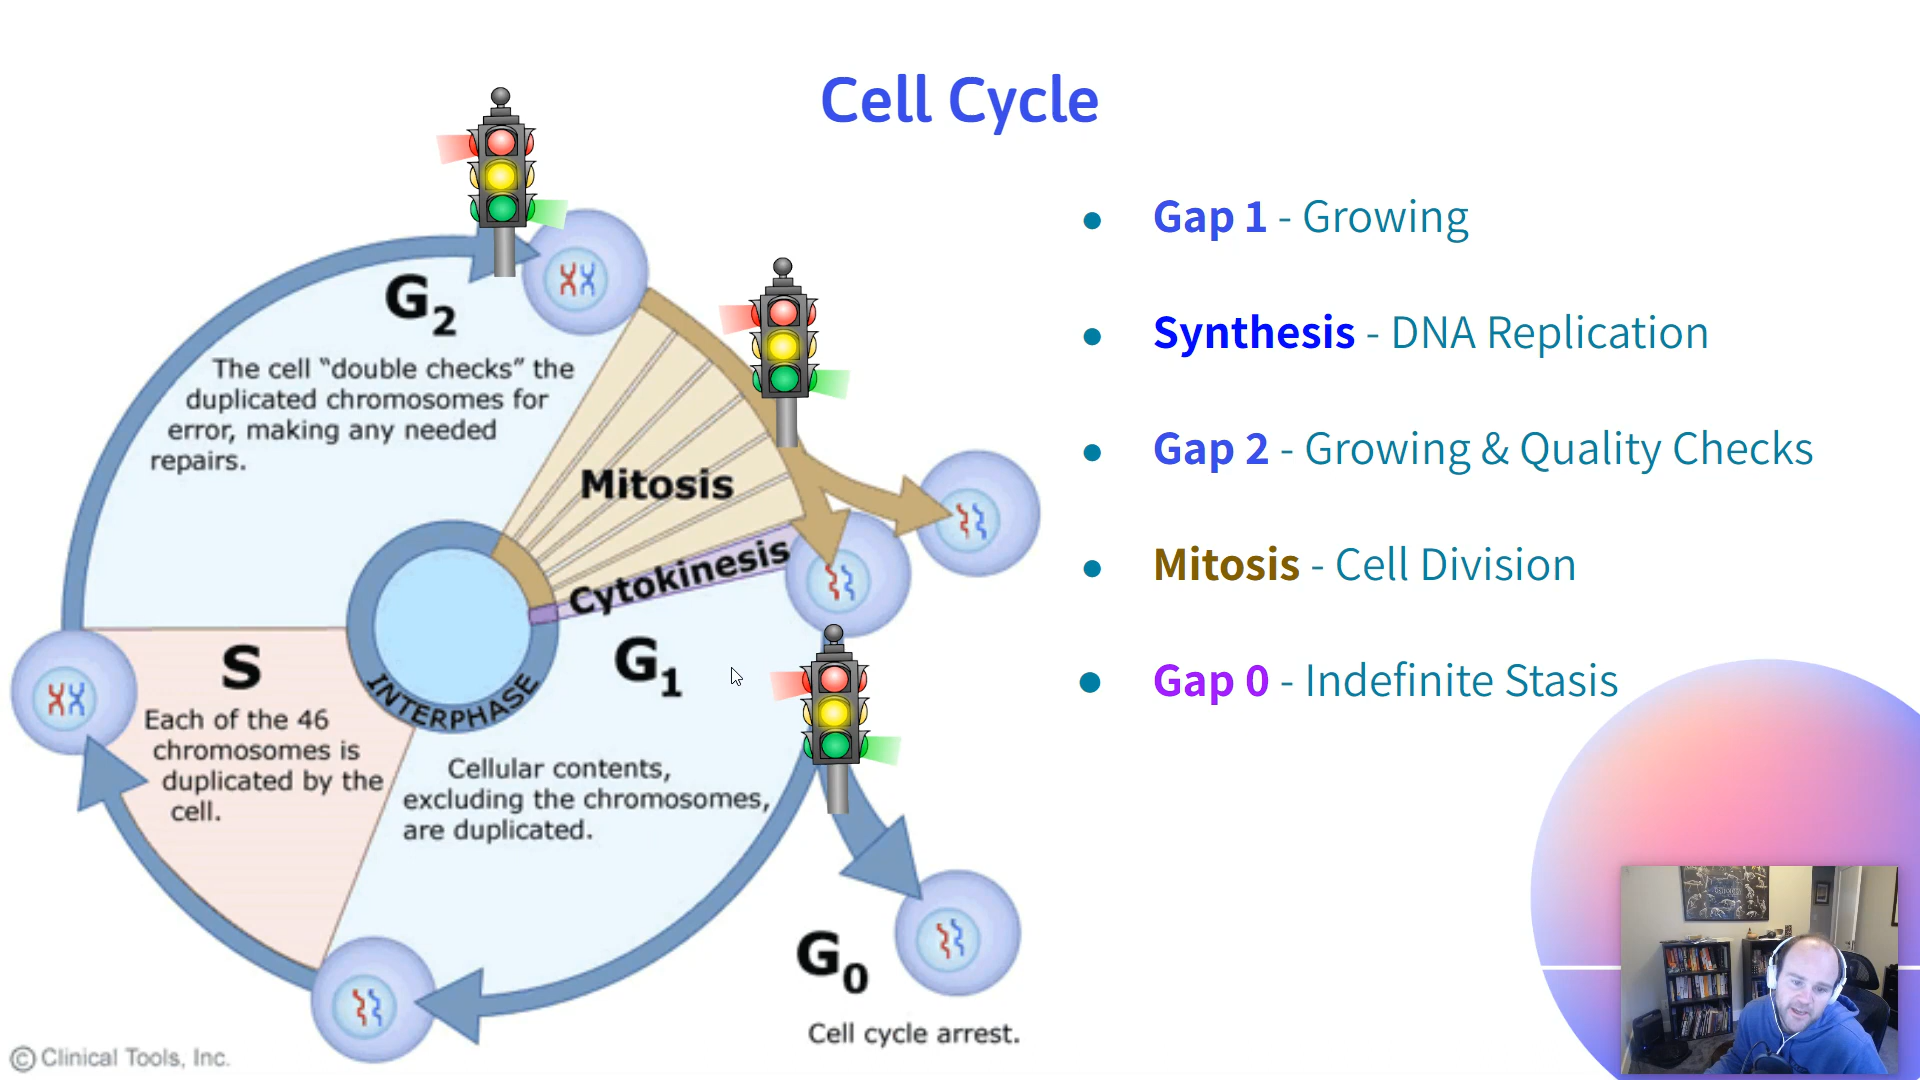 Cell Cycle
G2
The cell “double checks” the
duplicated chromosomes for
error, making any needed
repairs.
Mitosis
Cytokinesis
S
Each of the 46
chromosomes is
duplicated by the
cell.
INTERPHASE
G1
Cellular contents,
excluding the chromosomes,
are duplicated.
G0
Cell cycle arrest.
© Clinical Tools, Inc.
• Gap 1 - Growing
• Synthesis - DNA Replication
• Gap 2 - Growing & Quality Checks
• Mitosis - Cell Division
• Gap 0 - Indefinite Stasis